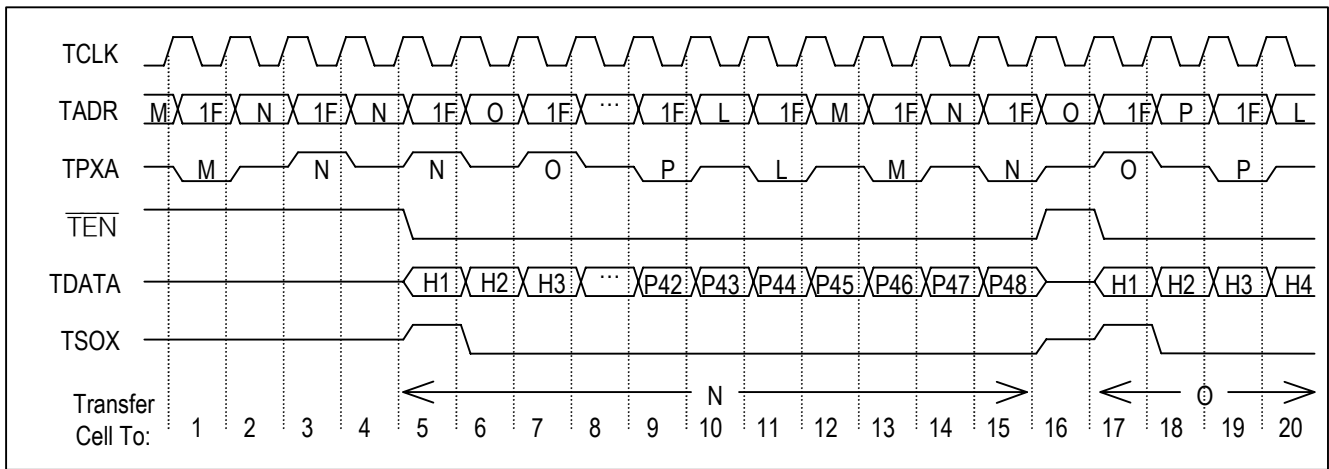 TCLK
TADR M 1F N 1F N 1F O 1F ... 1F L 1F M 1F N 1F O 1F P 1F L
TPXA M N N O P L M N O P
TEN
TDATA H1 H2 H3 ... P42 P43 P44 P45 P46 P47 P48 H1 H2 H3 H4
TSOX
N O
Transfer
Cell To: 1 2 3 4 5 6 7 8 9 10 11 12 13 14 15 16 17 18 19 20